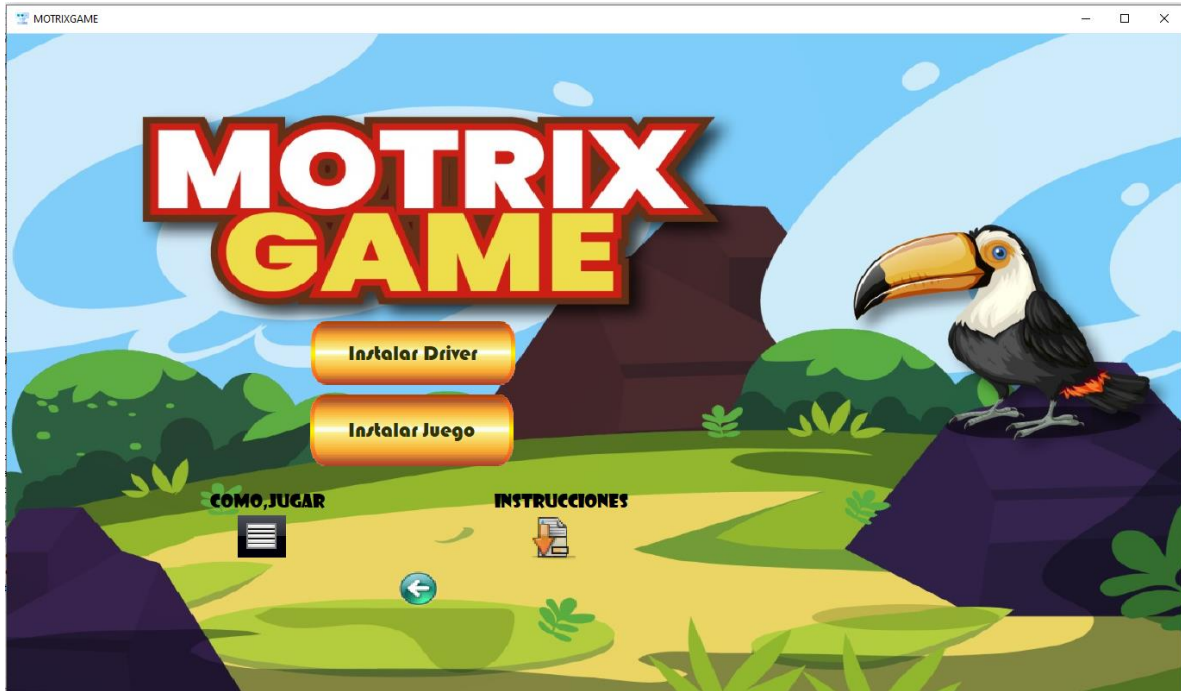 MOTRIXGAME
MOTRIX
GAME
Instalar Driver
Instalar Juego
COMO,JUGAR
INSTRUCCIONES